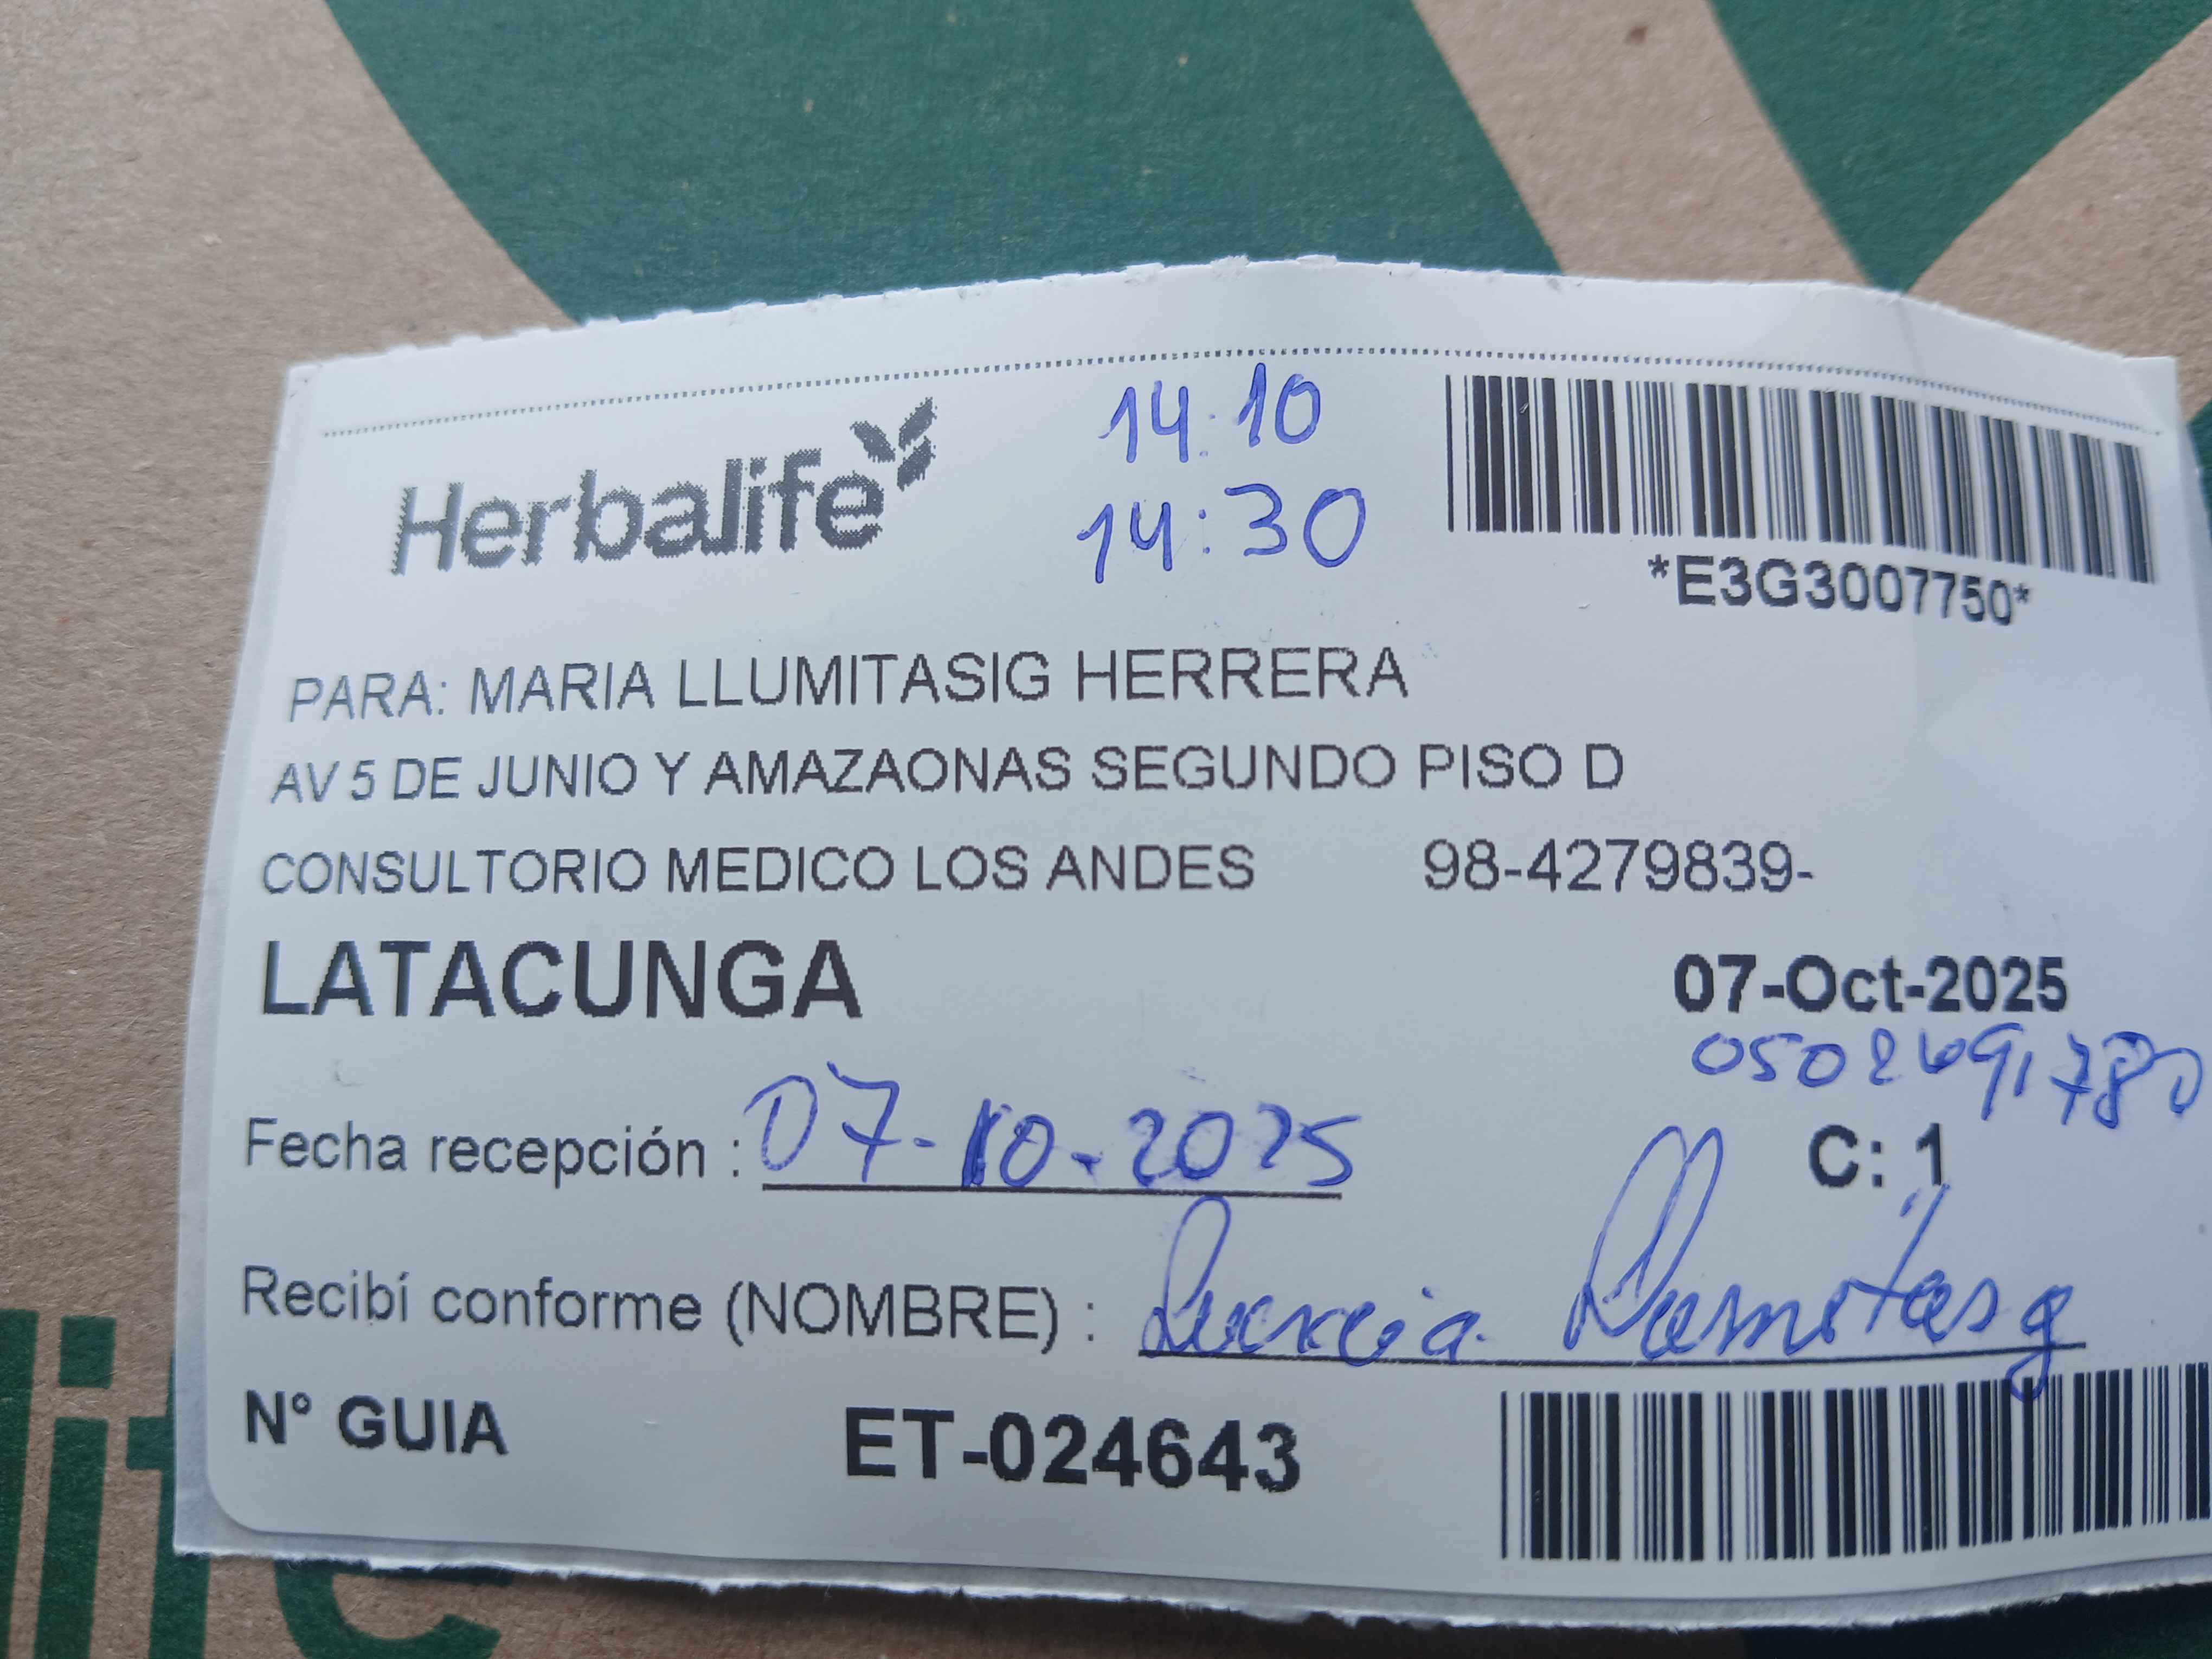 Herbalife
14:10
14:30
*E3G3007750*
PARA: MARIA LLUMITASIG HERRERA
AV 5 DE JUNIO Y AMAZAONAS SEGUNDO PISO D
CONSULTORIO MEDICO LOS ANDES 98-4279839-
LATACUNGA 07-Oct-2025
0502691780
Fecha recepción : 07-10-2025 C: 1
Recibí conforme (NOMBRE) :
N° GUIA ET-024643
life